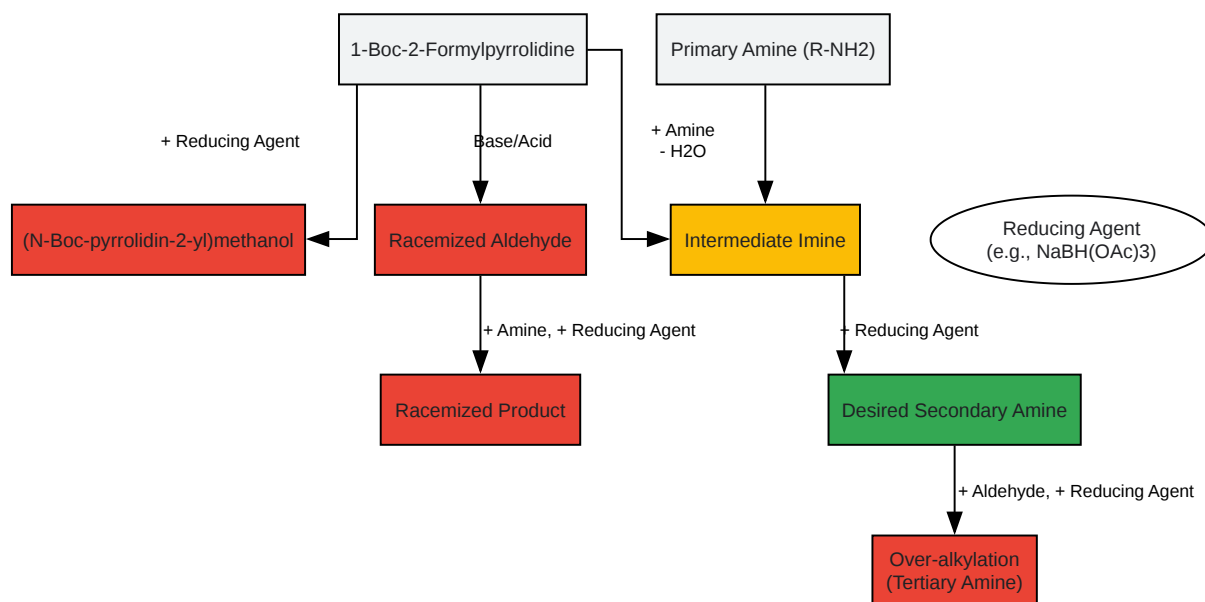 1-Boc-2-Formylpyrrolidine
Primary Amine (R-NH2)
+ Reducing Agent
Base/Acid
+ Amine
- H2O
(N-Boc-pyrrolidin-2-yl)methanol
Racemized Aldehyde
Intermediate Imine
Reducing Agent
(e.g., NaBH(OAc)3)
+ Amine, + Reducing Agent
+ Reducing Agent
Racemized Product
Desired Secondary Amine
+ Aldehyde, + Reducing Agent
Over-alkylation
(Tertiary Amine)